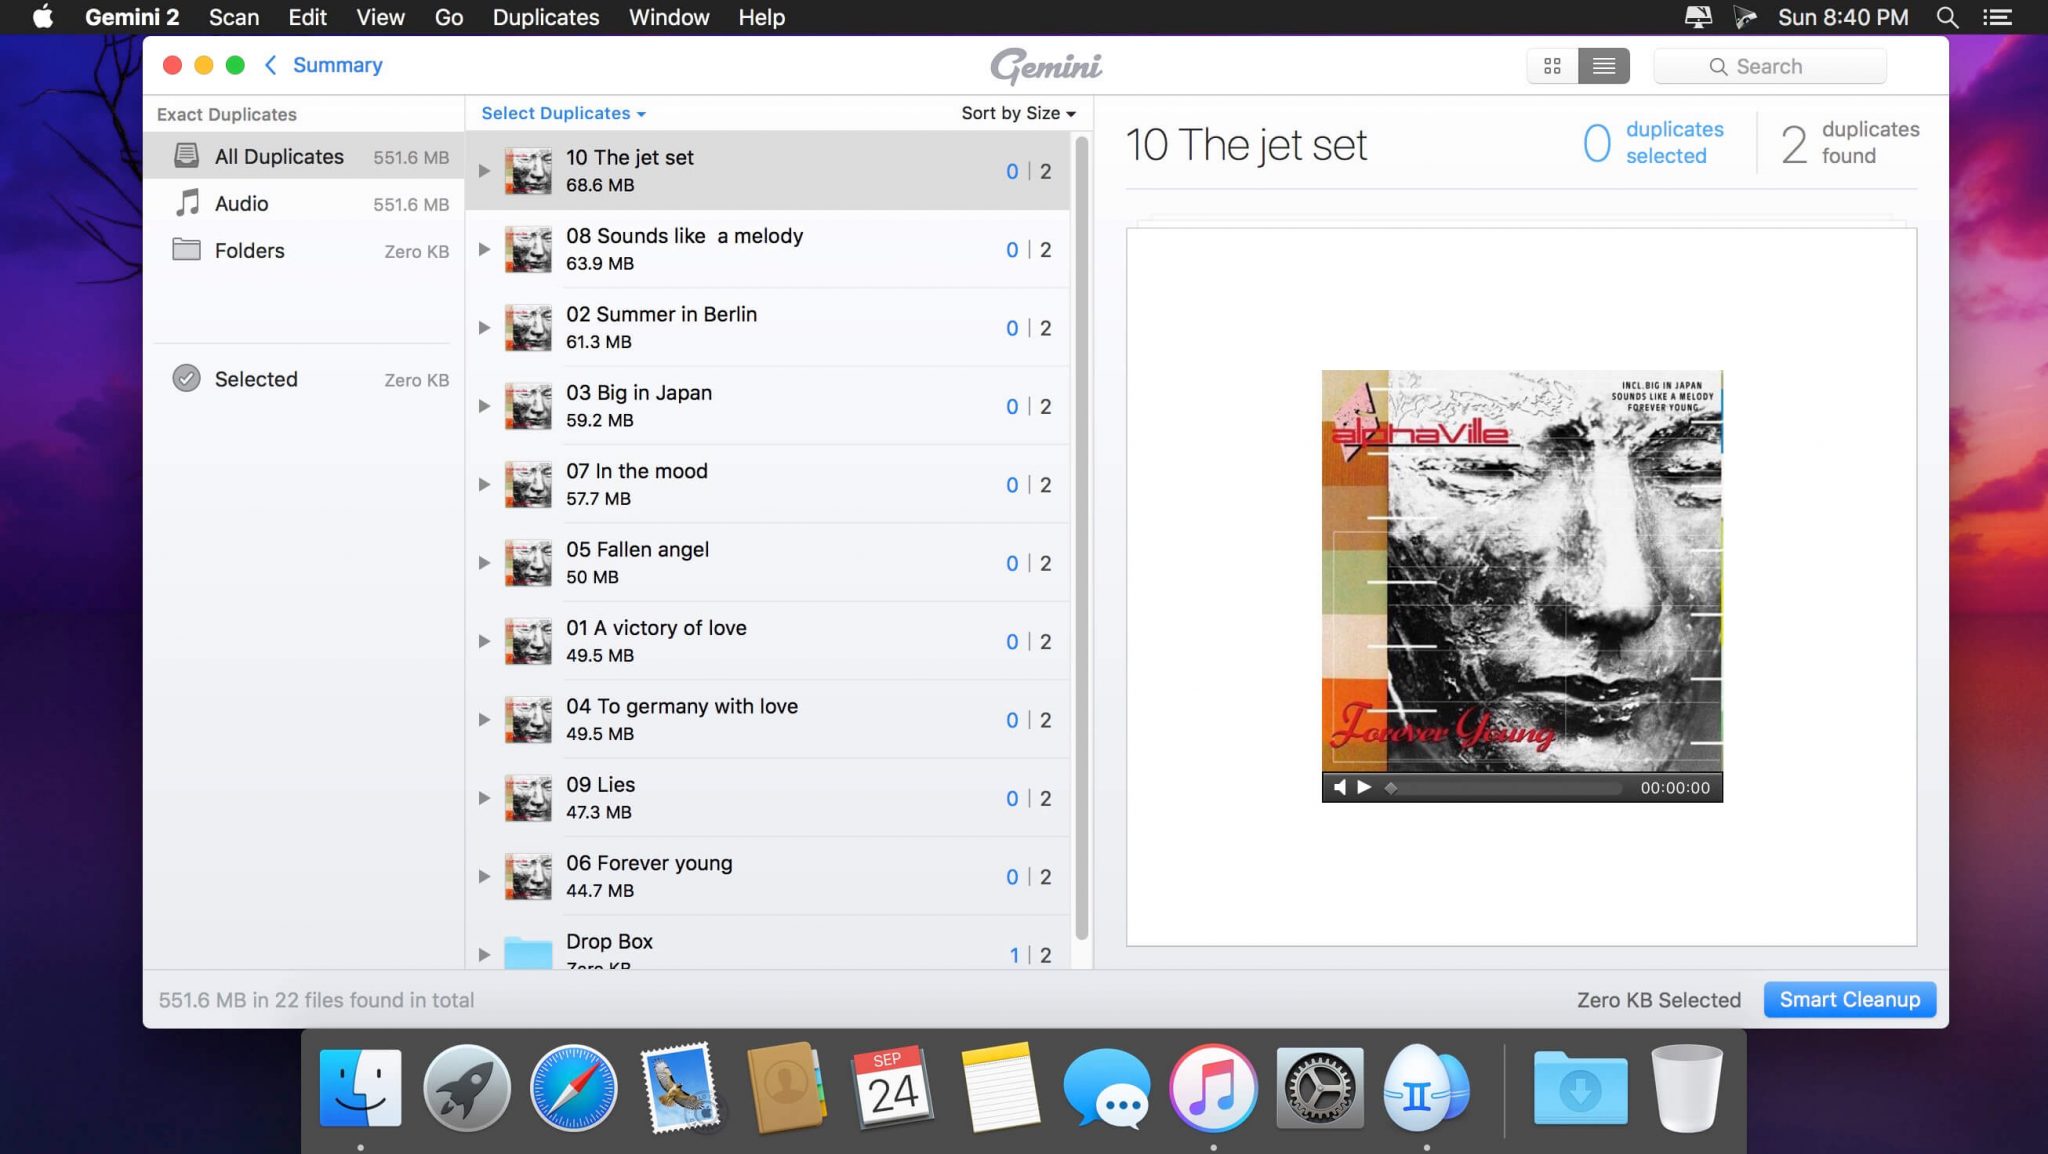 Gemini 2 Scan Edit View Go Duplicates Window Help Sun 8:40 PM
Summary
Gemini
Search
Exact Duplicates
All Duplicates 551.6 MB
Audio 551.6 MB
Folders Zero KB
Selected Zero KB
Select Duplicates Sort by Size
10 The jet set
68.6 MB
0 | 2
08 Sounds like  a melody
63.9 MB
0 | 2
02 Summer in Berlin
61.3 MB
0 | 2
03 Big in Japan
59.2 MB
0 | 2
07 In the mood
57.7 MB
0 | 2
05 Fallen angel
50 MB
0 | 2
01 A victory of love
49.5 MB
0 | 2
04 To germany with love
49.5 MB
0 | 2
09 Lies
47.3 MB
0 | 2
06 Forever young
44.7 MB
0 | 2
Drop Box
Zero KB
1 | 2
10 The jet set
0 duplicates selected
2 duplicates found
INCL. BIG IN JAPAN
SOUNDS LIKE A MELODY
FOREVER YOUNG
alphaville
Forever Young
00:00:00
551.6 MB in 22 files found in total
Zero KB Selected
Smart Cleanup
SEP
24